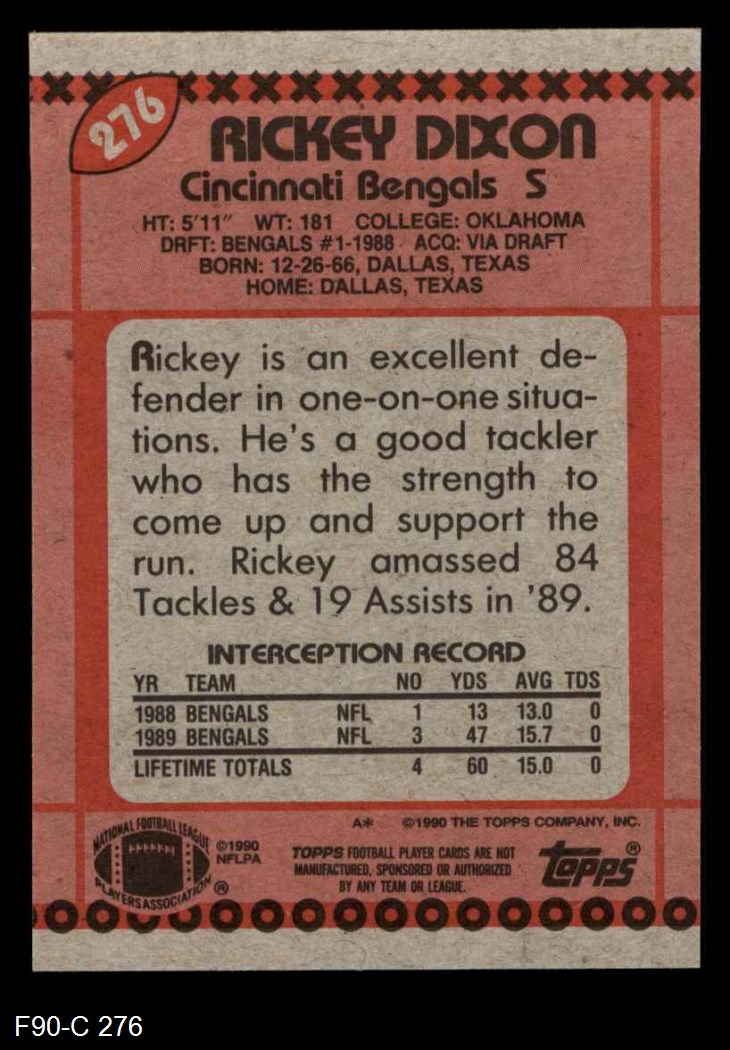 276
RICKEY DIXON
Cincinnati Bengals S
HT: 5'11" WT: 181 COLLEGE: OKLAHOMA
DRFT: BENGALS #1-1988 ACQ: VIA DRAFT
BORN: 12-26-66, DALLAS, TEXAS
HOME: DALLAS, TEXAS
Rickey is an excellent de-
fender in one-on-one situa-
tions. He's a good tackler
who has the strength to
come up and support the
run. Rickey amassed 84
Tackles & 19 Assists in '89.
INTERCEPTION RECORD
YR TEAM NO YDS AVG TDS
1988 BENGALS NFL 1 13 13.0 0
1989 BENGALS NFL 3 47 15.7 0
LIFETIME TOTALS 4 60 15.0 0
A* ©1990 THE TOPPS COMPANY, INC.
NATIONAL FOOTBALL LEAGUE
PLAYERS ASSOCIATION ®
©1990
NFLPA
TOPPS FOOTBALL PLAYER CARDS ARE NOT
MANUFACTURED, SPONSORED OR AUTHORIZED
BY ANY TEAM OR LEAGUE.
topps®
F90-C 276